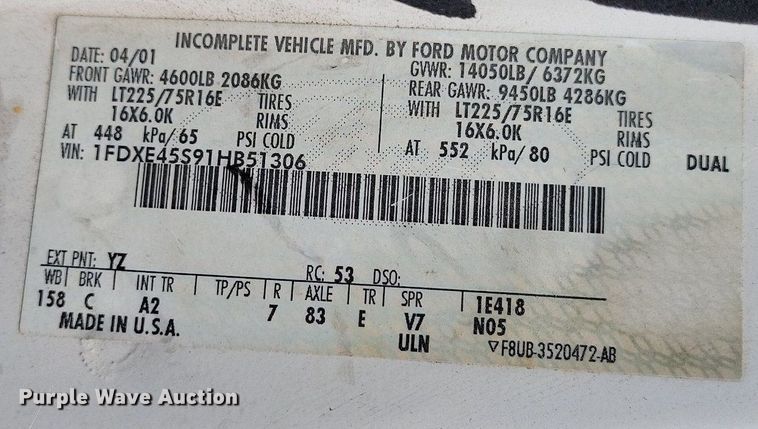 INCOMPLETE VEHICLE MFD. BY FORD MOTOR COMPANY
DATE: 04/01 GVWR: 14050LB/ 6372KG
FRONT GAWR: 4600LB 2086KG REAR GAWR: 9450LB 4286KG
WITH LT225/75R16E TIRES WITH LT225/75R16E TIRES
16X6.0K RIMS 16X6.0K RIMS
AT 448 kPa/65 PSI COLD AT 552 kPa/80 PSI COLD DUAL
VIN: 1FDXE45S91HB51306
EXT PNT: YZ RC: 53 DSO:
WB BRK INT TR TP/PS R AXLE TR SPR 1E418
158 C A2 7 83 E V7 N05
MADE IN U.S.A. ULN ▽F8UB-3520472-AB
Purple Wave Auction